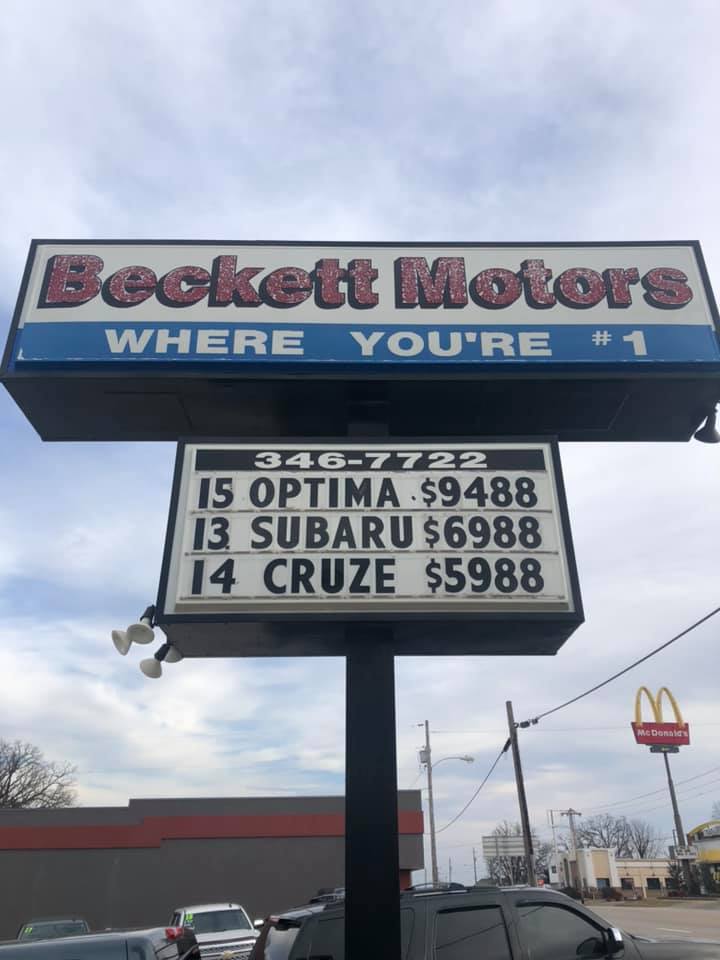 Beckett Motors
WHERE YOU'RE #1
346-7722
15 OPTIMA $9488
13 SUBARU $6988
14 CRUZE $5988
McDonald's